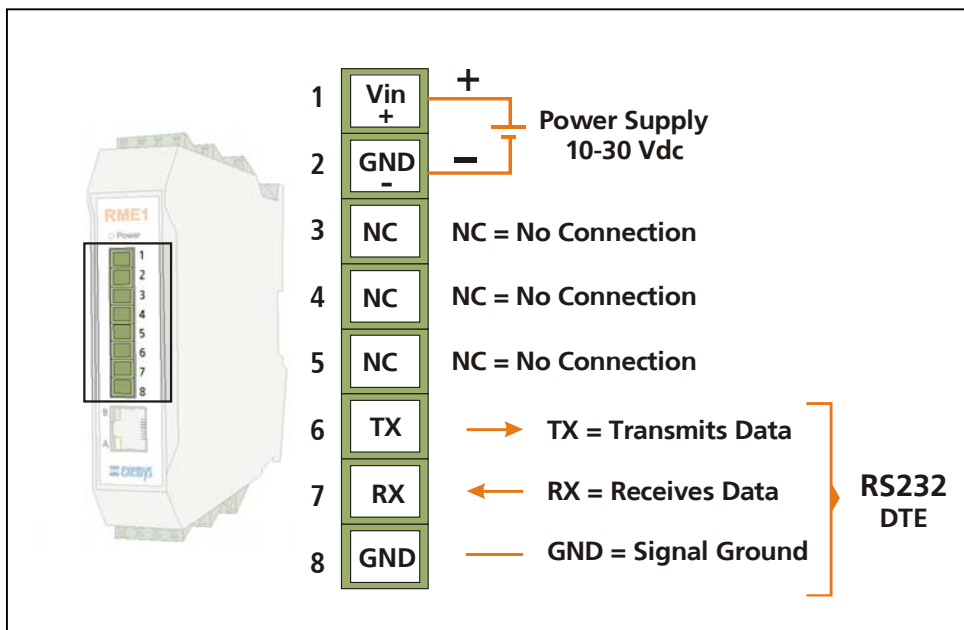 RME1
Power
1
2
3
4
5
6
7
8
B
A
exemys
1 Vin + +
Power Supply
10-30 Vdc
2 GND - –
3 NC NC = No Connection
4 NC NC = No Connection
5 NC NC = No Connection
6 TX TX = Transmits Data
7 RX RX = Receives Data
8 GND GND = Signal Ground
RS232
DTE